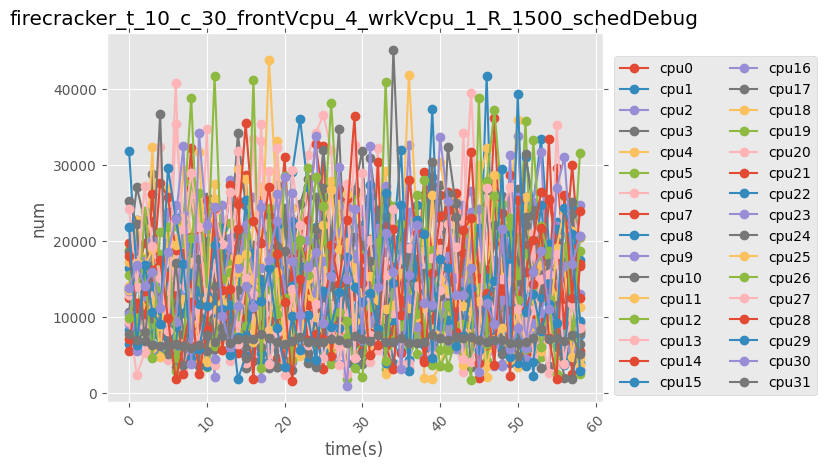 firecracker_t_10_c_30_frontVcpu_4_wrkVcpu_1_R_1500_schedDebug
num
40000
30000
20000
10000
0
0
10
20
30
40
50
60
time(s)
cpu0
cpu1
cpu2
cpu3
cpu4
cpu5
cpu6
cpu7
cpu8
cpu9
cpu10
cpu11
cpu12
cpu13
cpu14
cpu15
cpu16
cpu17
cpu18
cpu19
cpu20
cpu21
cpu22
cpu23
cpu24
cpu25
cpu26
cpu27
cpu28
cpu29
cpu30
cpu31